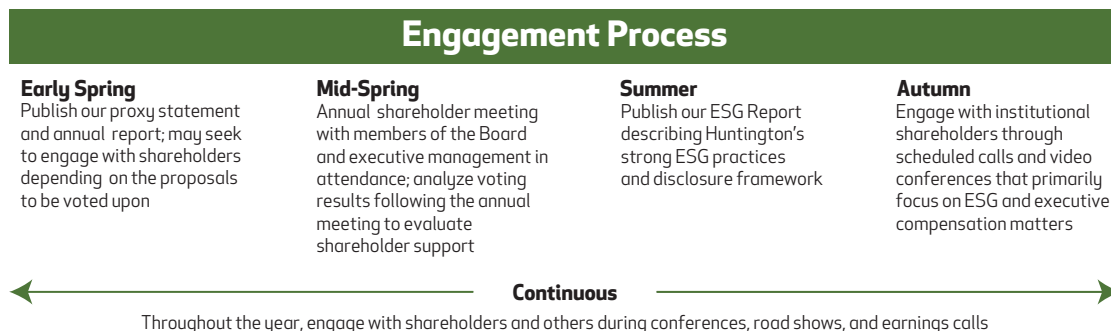 Engagement Process
Early Spring
Publish our proxy statement
and annual report; may seek
to engage with shareholders
depending on the proposals
to be voted upon
Mid-Spring
Annual shareholder meeting
with members of the Board
and executive management in
attendance; analyze voting
results following the annual
meeting to evaluate
shareholder support
Summer
Publish our ESG Report
describing Huntington’s
strong ESG practices
and disclosure framework
Autumn
Engage with institutional
shareholders through
scheduled calls and video
conferences that primarily
focus on ESG and executive
compensation matters
Continuous
Throughout the year, engage with shareholders and others during conferences, road shows, and earnings calls